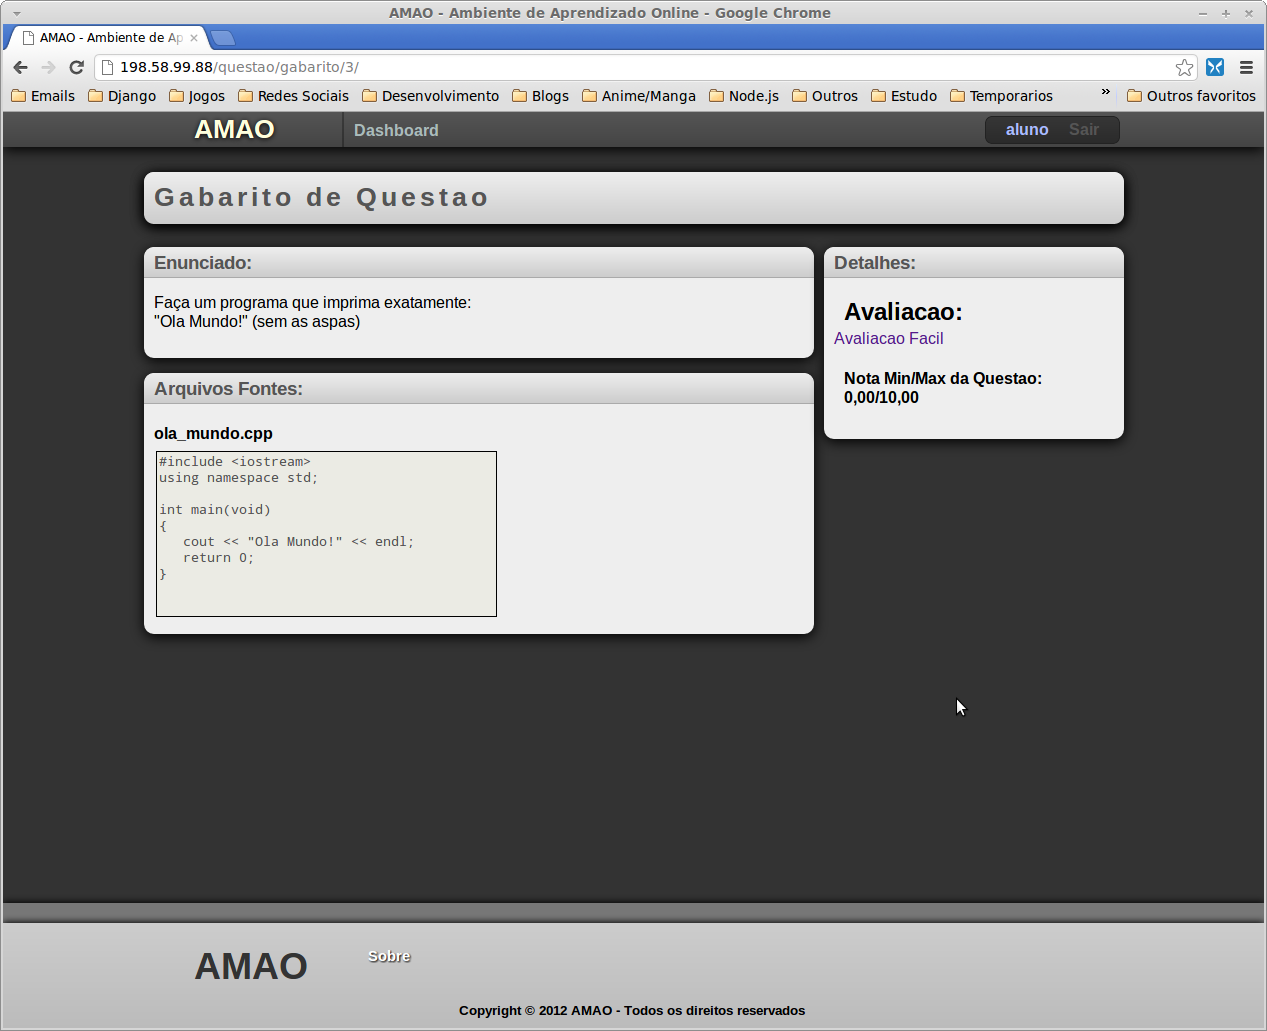 AMAO - Ambiente de Aprendizado Online - Google Chrome
AMAO - Ambiente de Ap
198.58.99.88/questao/gabarito/3/
Emails Django Jogos Redes Sociais Desenvolvimento Blogs Anime/Manga Node.js Outros Estudo Temporarios » Outros favoritos
AMAO Dashboard aluno Sair
Gabarito de Questao
Enunciado:
Faça um programa que imprima exatamente:
"Ola Mundo!" (sem as aspas)
Detalhes:
Avaliacao:
Avaliacao Facil
Nota Min/Max da Questao:
0,00/10,00
Arquivos Fontes:
ola_mundo.cpp
#include <iostream>
using namespace std;
int main(void)
{
cout << "Ola Mundo!" << endl;
return 0;
}
AMAO
Sobre
Copyright © 2012 AMAO - Todos os direitos reservados